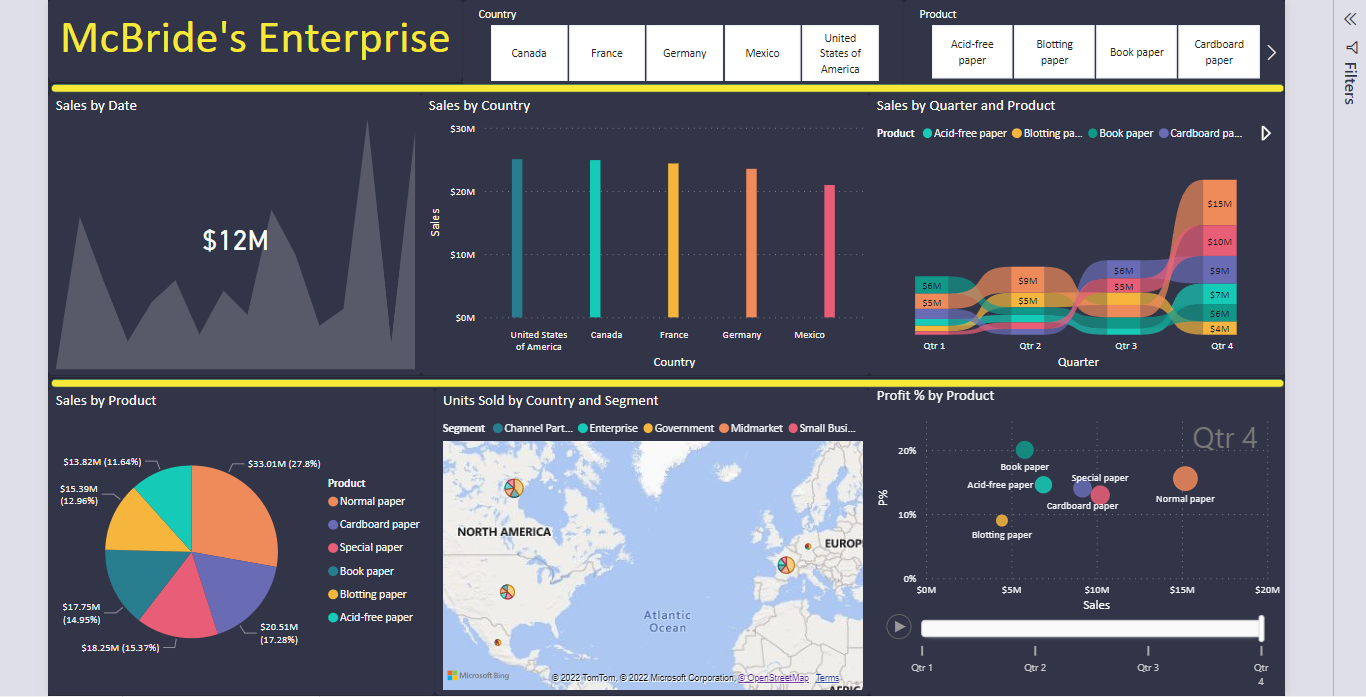 McBride's Enterprise
Country
Canada
France
Germany
Mexico
United
States of
America
Product
Acid-free
paper
Blotting
paper
Book paper
Cardboard
paper
Filters
Sales by Date
$12M
Sales by Country
$30M
$20M
$10M
$0M
Sales
United States
of America
Canada
France
Germany
Mexico
Country
Sales by Quarter and Product
Product Acid-free paper Blotting pa... Book paper Cardboard pa...
$6M
$5M
$9M
$5M
$6M
$5M
$15M
$10M
$9M
$7M
$6M
$4M
Qtr 1 Qtr 2 Qtr 3 Qtr 4
Quarter
Sales by Product
$13.82M (11.64%)
$33.01M (27.8%)
$15.39M
(12.96%)
$17.75M
(14.95%)
$18.25M (15.37%)
$20.51M
(17.28%)
Product
Normal paper
Cardboard paper
Special paper
Book paper
Blotting paper
Acid-free paper
Units Sold by Country and Segment
Segment Channel Part... Enterprise Government Midmarket Small Busi...
NORTH AMERICA
EUROP
Atlantic
Ocean
AFRIC
Microsoft Bing
© 2022 TomTom, © 2022 Microsoft Corporation, © OpenStreetMap Terms
Profit % by Product
Qtr 4
20%
10%
0%
P%
Book paper
Acid-free paper
Special paper
Cardboard paper
Normal paper
Blotting paper
$0M $5M $10M $15M $20M
Sales
Qtr 1
Qtr 2
Qtr 3
Qtr
4